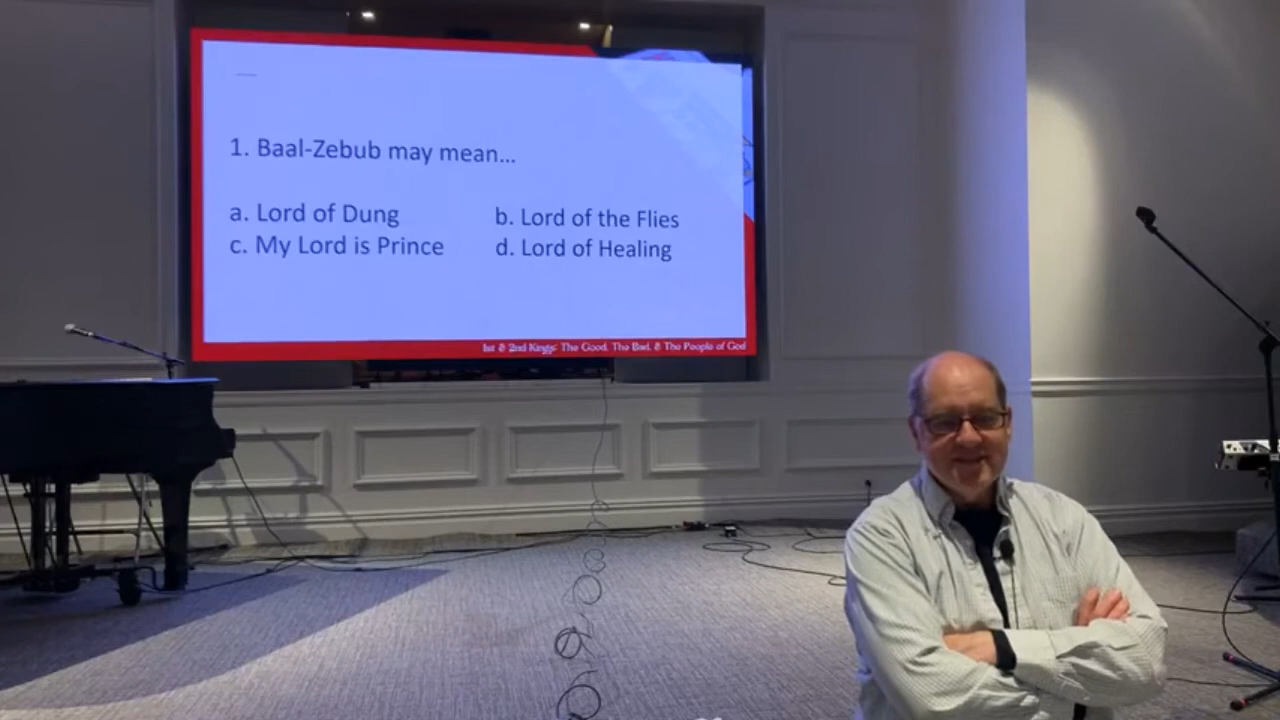 1. Baal-Zebub may mean...
a. Lord of Dung b. Lord of the Flies
c. My Lord is Prince d. Lord of Healing
1st & 2nd Kings: The Good, The Bad, & The People of God